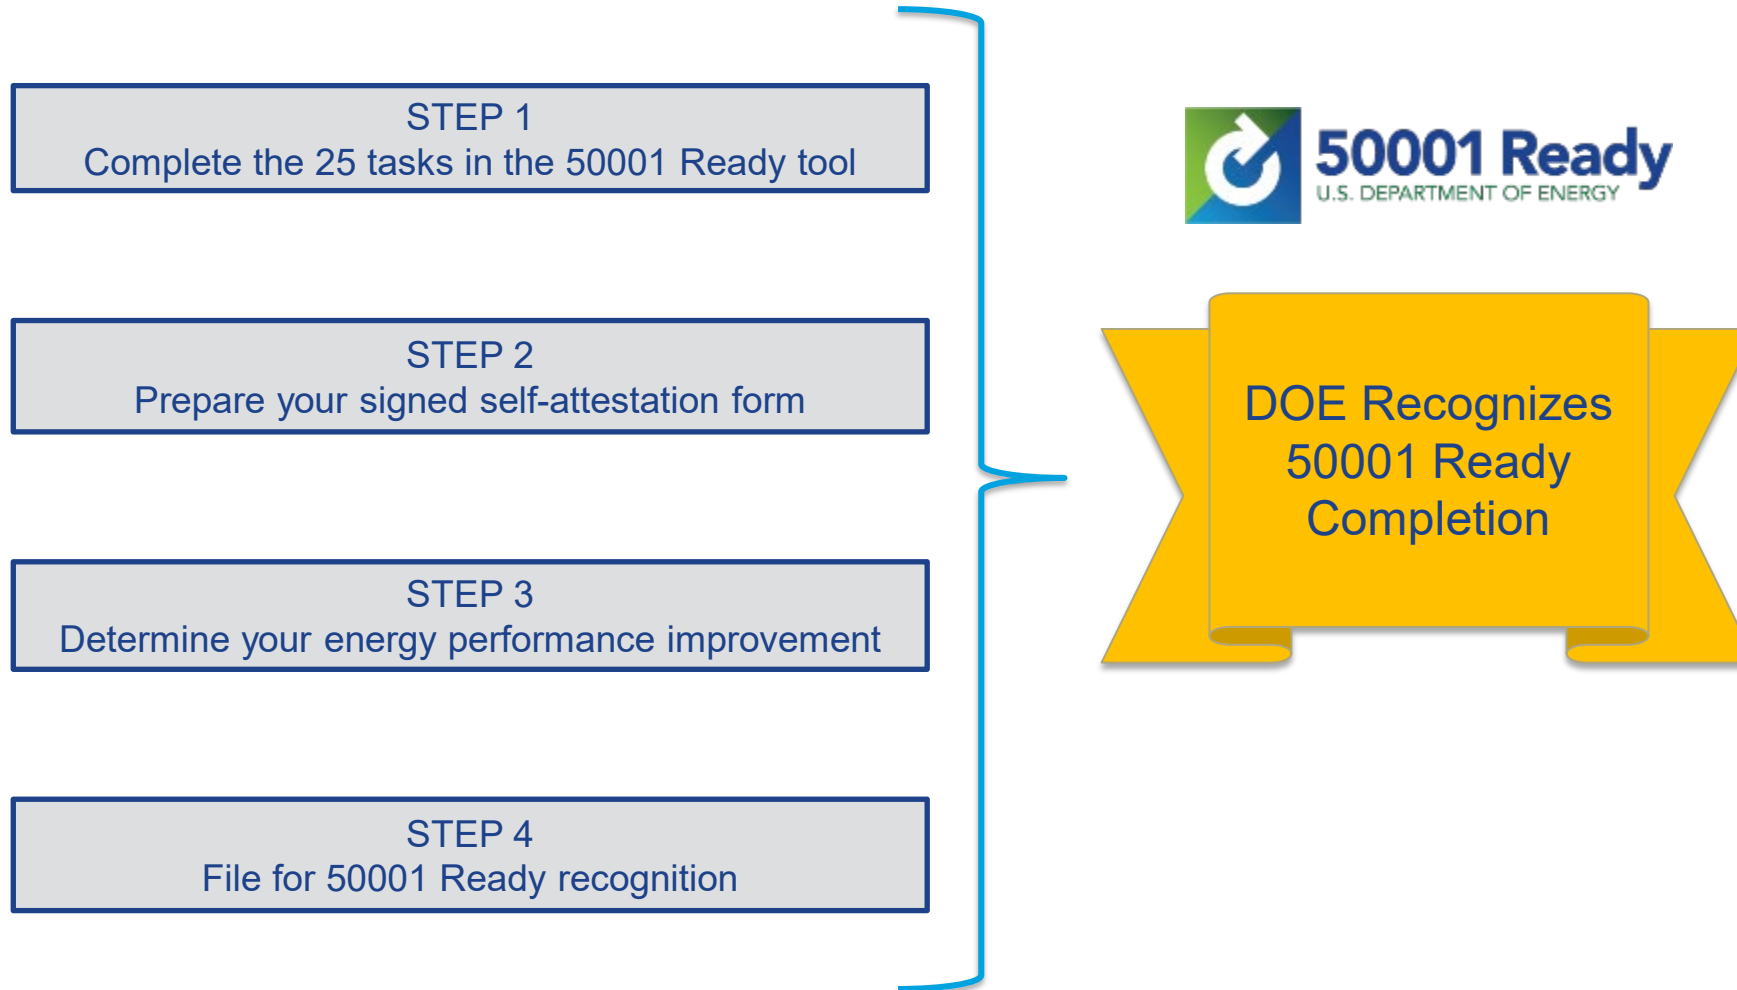 STEP 1
Complete the 25 tasks in the 50001 Ready tool
STEP 2
Prepare your signed self-attestation form
STEP 3
Determine your energy performance improvement
STEP 4
File for 50001 Ready recognition
50001 Ready
U.S. DEPARTMENT OF ENERGY
DOE Recognizes
50001 Ready
Completion